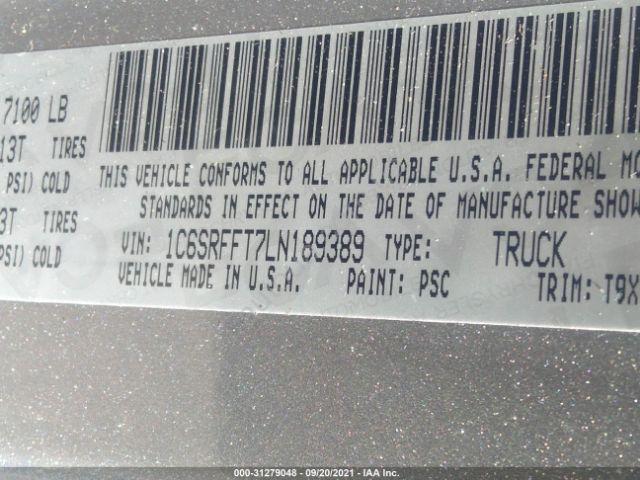 7100 LB
13T TIRES
PSI) COLD
3T TIRES
PSI) COLD
THIS VEHICLE CONFORMS TO ALL APPLICABLE U.S.A. FEDERAL MO
STANDARDS IN EFFECT ON THE DATE OF MANUFACTURE SHOW
VIN: 1C6SRFFT7LN189389 TYPE: TRUCK
VEHICLE MADE IN U.S.A. PAINT: PSC TRIM: T9X
000-31279048 - 09/20/2021 - IAA Inc.